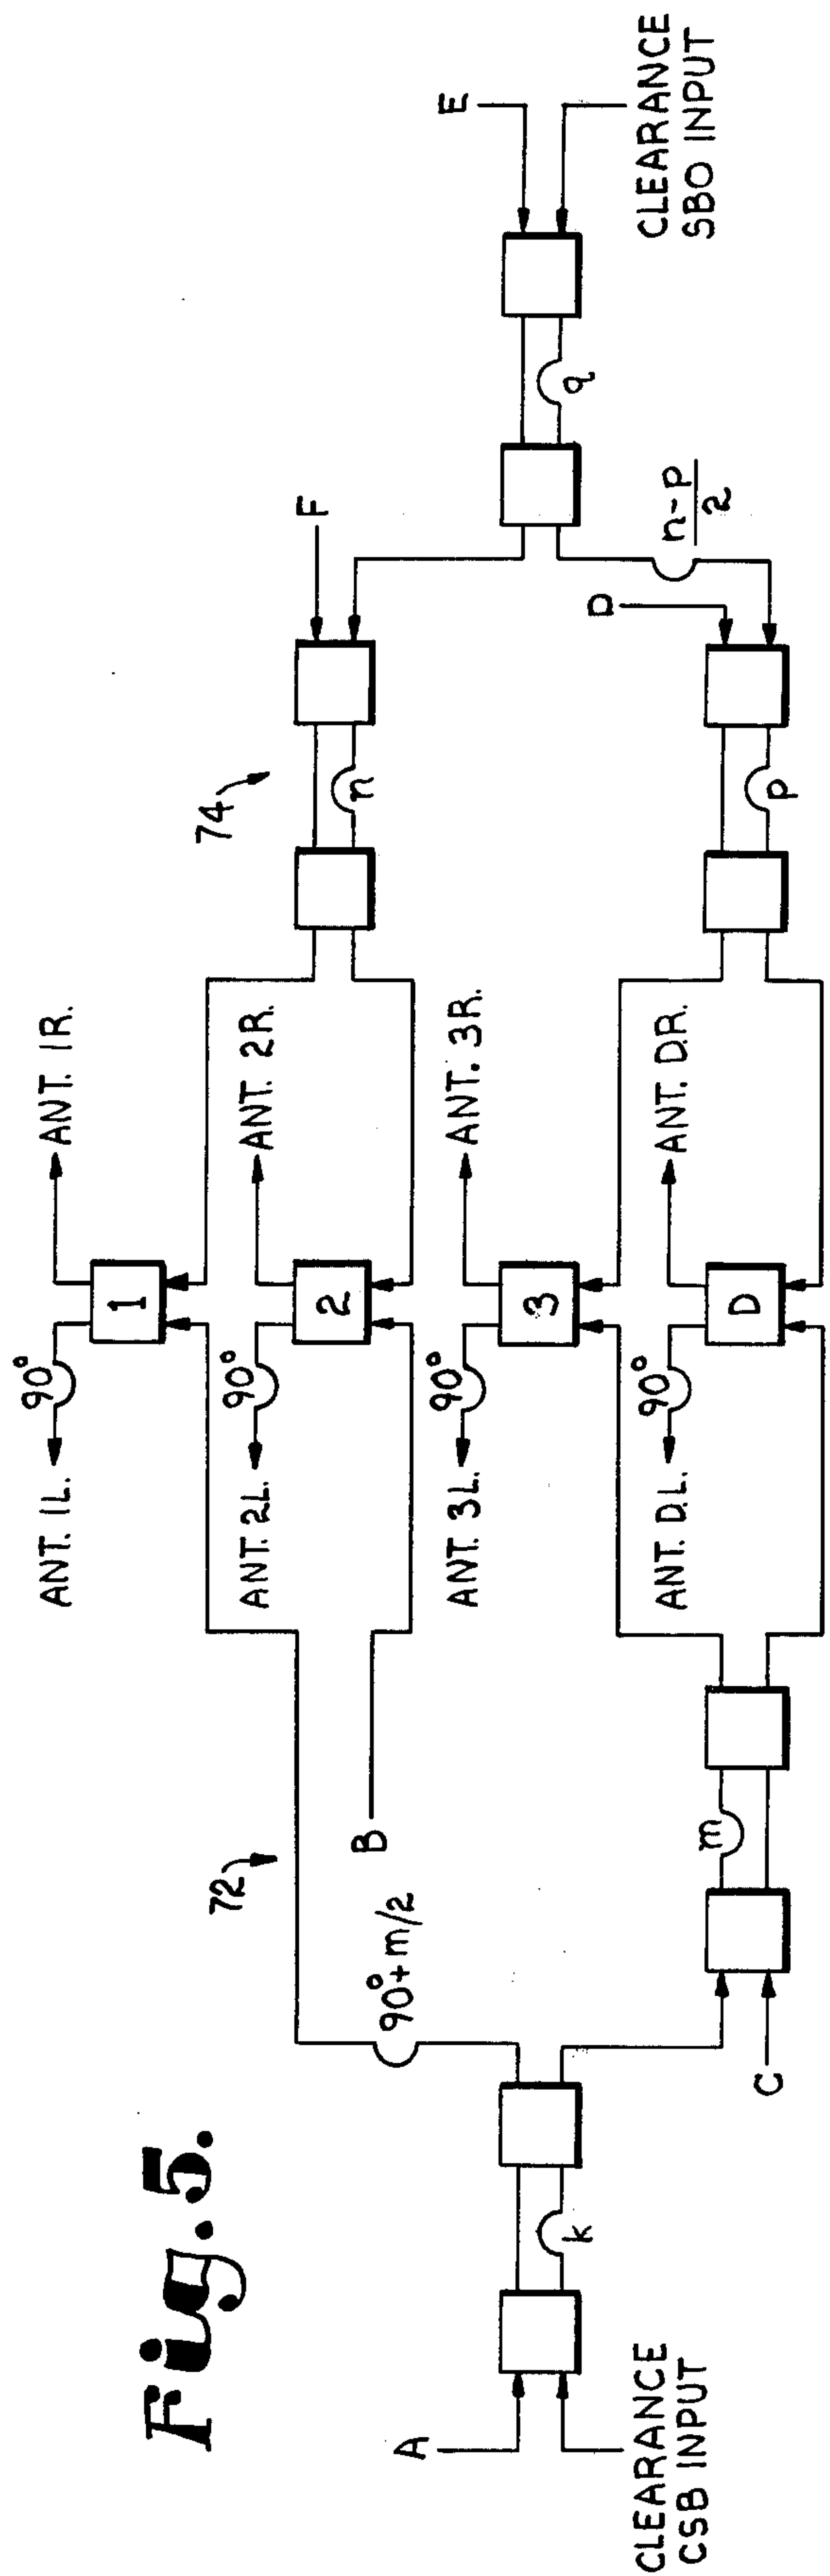 Fig. 5.
CLEARANCE
CSB INPUT
A
k
90°+m/2
C
m
72
B
ANT. 1L.
90°
1
ANT. 1R.
ANT. 2L.
90°
2
ANT. 2R.
ANT. 3L.
90°
3
ANT. 3R.
ANT. D.L.
90°
D
ANT. D.R.
74
n
p
F
D
n-p
2
q
E
CLEARANCE
SBO INPUT